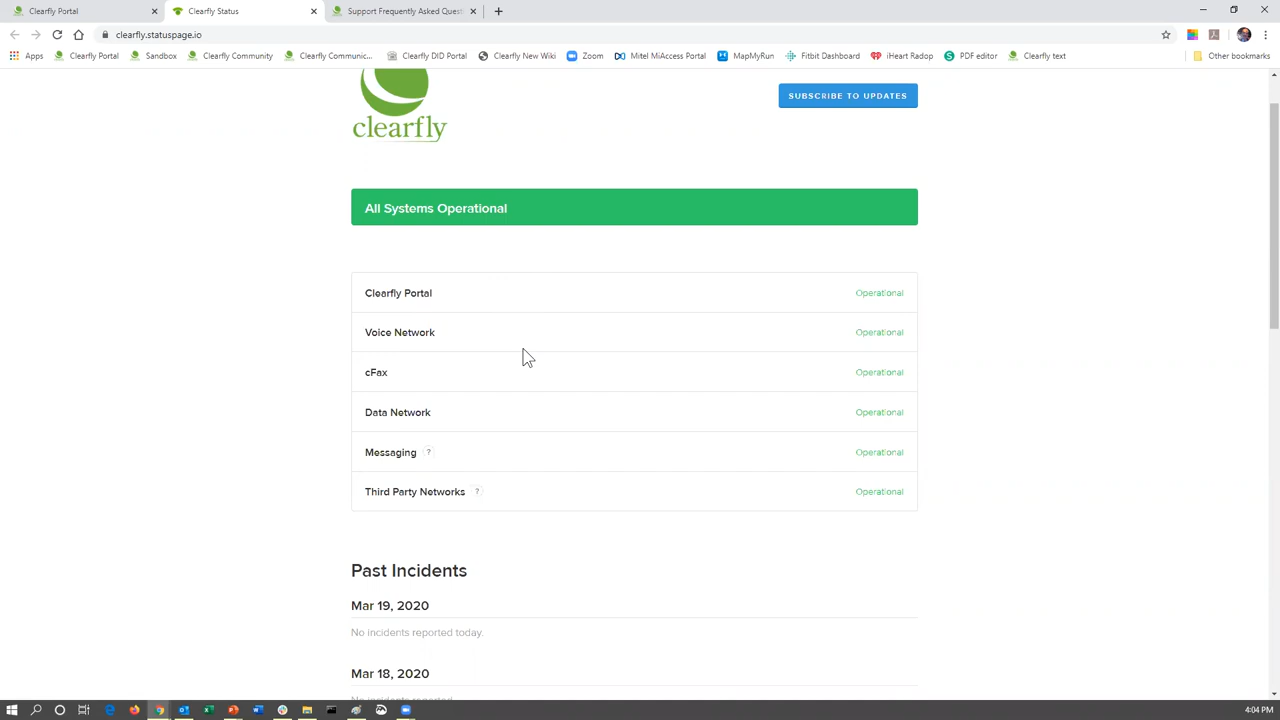 Clearfly Portal
Clearfly Status
Support Frequently Asked Quest
clearfly.statuspage.io
Apps
Clearfly Portal
Sandbox
Clearfly Community
Clearfly Communic...
Clearfly DID Portal
Clearfly New Wiki
Zoom
Mitel MiAccess Portal
MapMyRun
Fitbit Dashboard
iHeart Radop
PDF editor
Clearfly text
Other bookmarks
clearfly
SUBSCRIBE TO UPDATES
All Systems Operational
Clearfly Portal Operational
Voice Network Operational
cFax Operational
Data Network Operational
Messaging ? Operational
Third Party Networks ? Operational
Past Incidents
Mar 19, 2020
No incidents reported today.
Mar 18, 2020
No incidents reported
4:04 PM